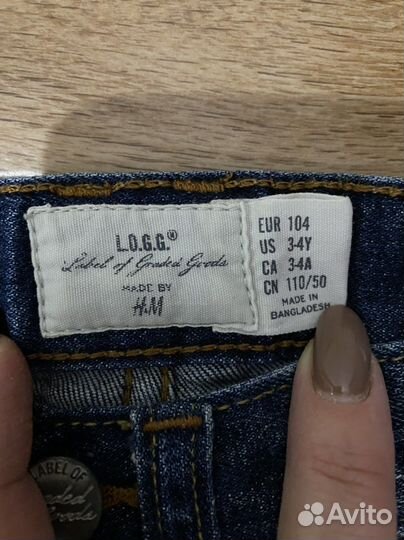 L.O.G.G.®
Label of Graded Goods
MADE BY
H&M
EUR 104
US 3-4Y
CA 3-4A
CN 110/50
MADE IN
BANGLADESH
LABEL OF
Graded
Goods
Avito